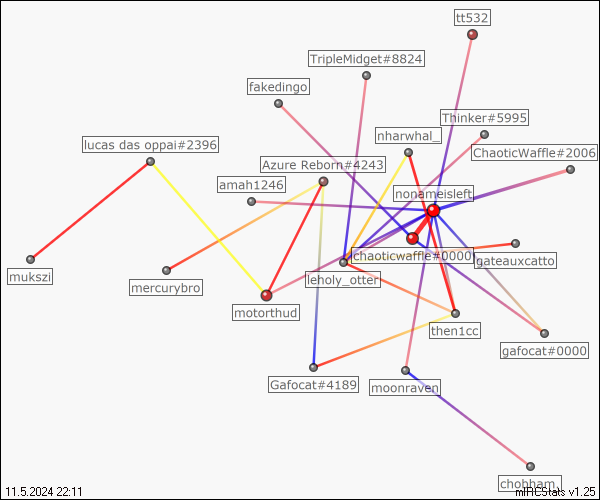 tt532
TripleMidget#8824
fakedingo
Thinker#5995
nharwhal_
lucas das oppai#2396
ChaoticWaffle#2006
Azure Reborn#4243
amah1246
nonameisleft
chaoticwaffle#0000
gateauxcatto
mukszi
leholy_otter
mercurybro
motorthud
then1cc
gafocat#0000
Gafocat#4189
moonraven
chobham_
11.5.2024 22:11
mIRCStats v1.25